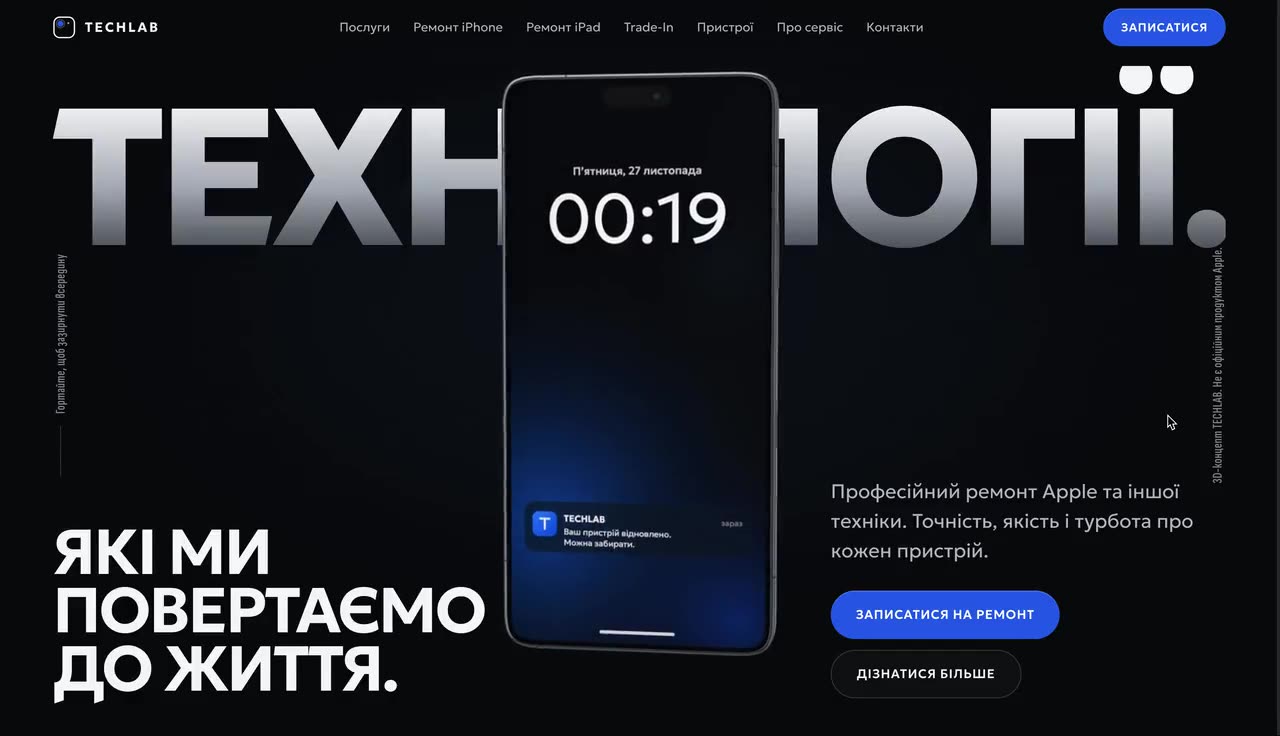 TECHLAB
Послуги
Ремонт iPhone
Ремонт iPad
Trade-In
Пристрої
Про сервіс
Контакти
ЗАПИСАТИСЯ
ТЕХН ЛОГІЇ.
П'ятниця, 27 листопада
00:19
Гортайте, щоб зазирнути всередину
3D-концепт TECHLAB. Не є офіційним продуктом Apple.
T
TECHLAB
зараз
Ваш пристрій відновлено.
Можна забирати.
ЯКІ МИ
ПОВЕРТАЄМО
ДО ЖИТТЯ.
Професійний ремонт Apple та іншої
техніки. Точність, якість і турбота про
кожен пристрій.
ЗАПИСАТИСЯ НА РЕМОНТ
ДІЗНАТИСЯ БІЛЬШЕ